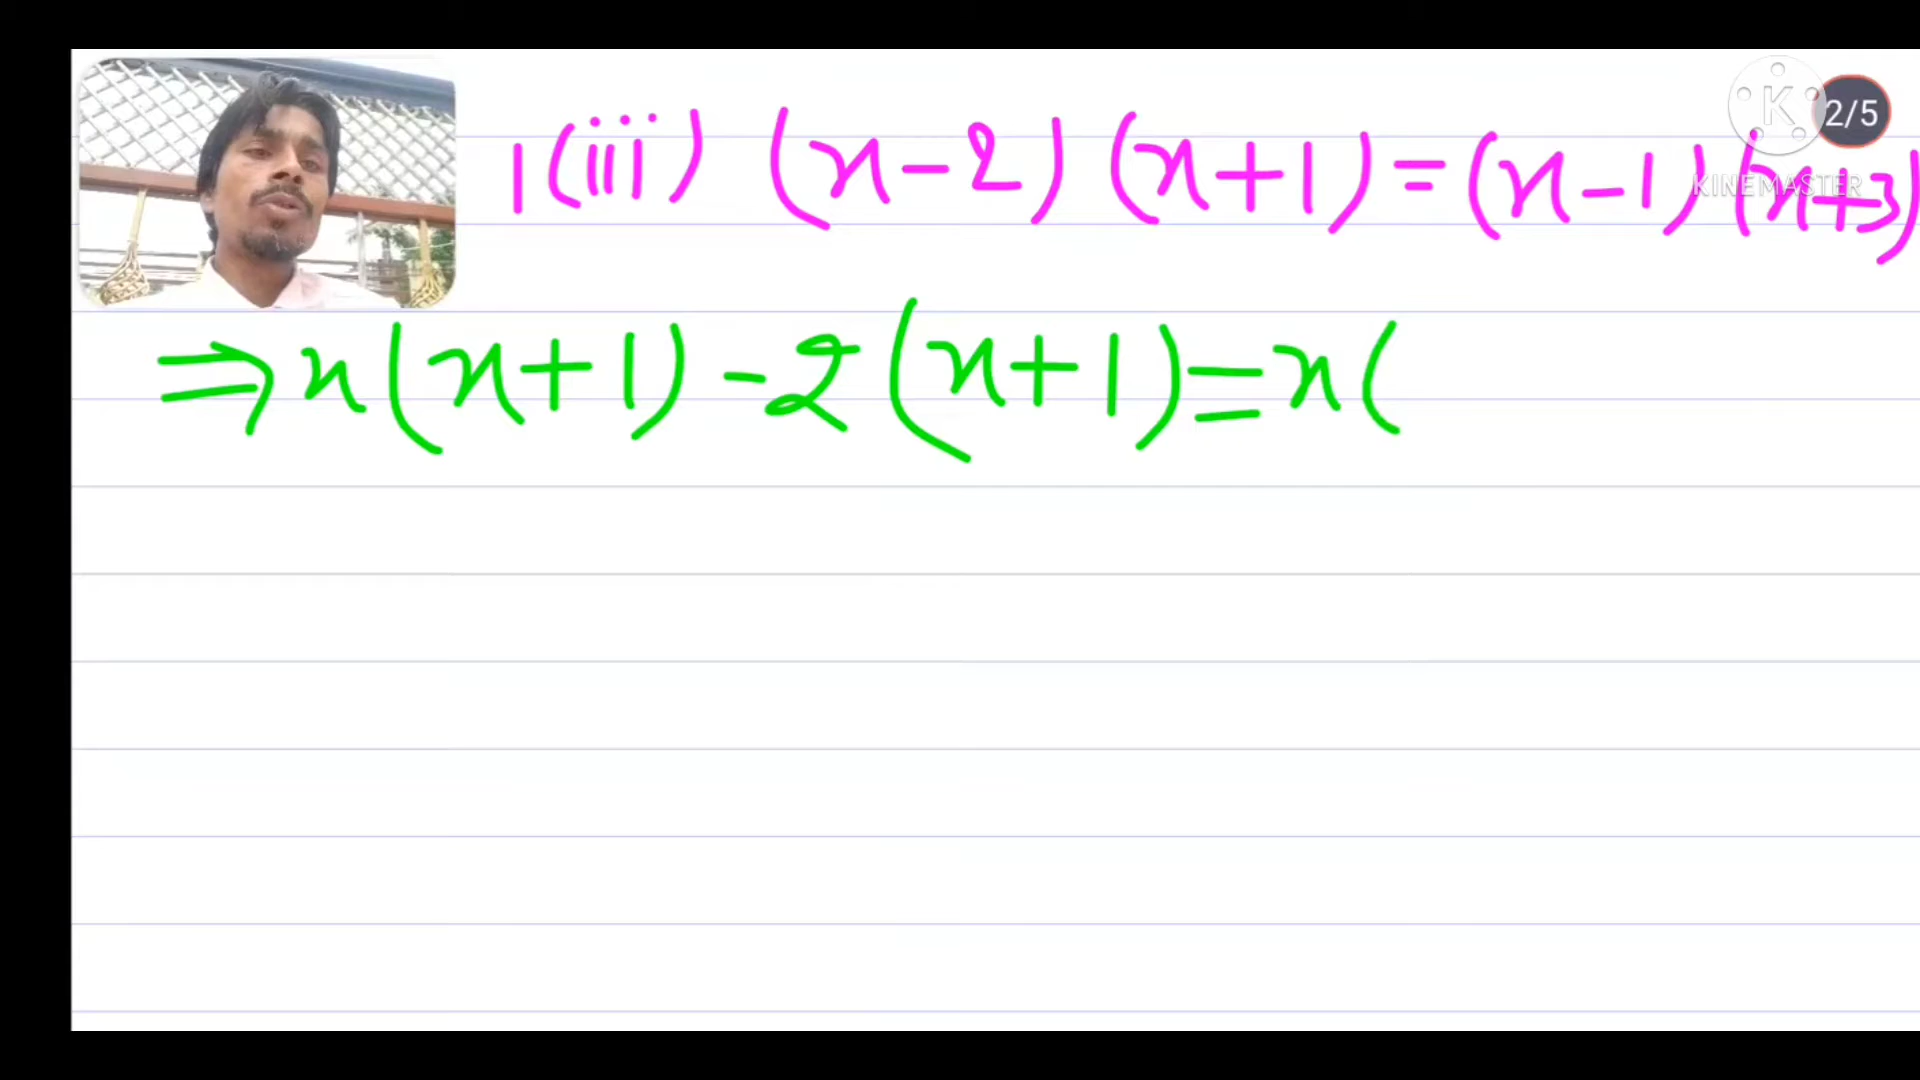 1(iii) (x-2)(x+1)=(x-1)(x+3)
2/5
K
KINEMASTER
⇒x(x+1)-2(x+1)=x(